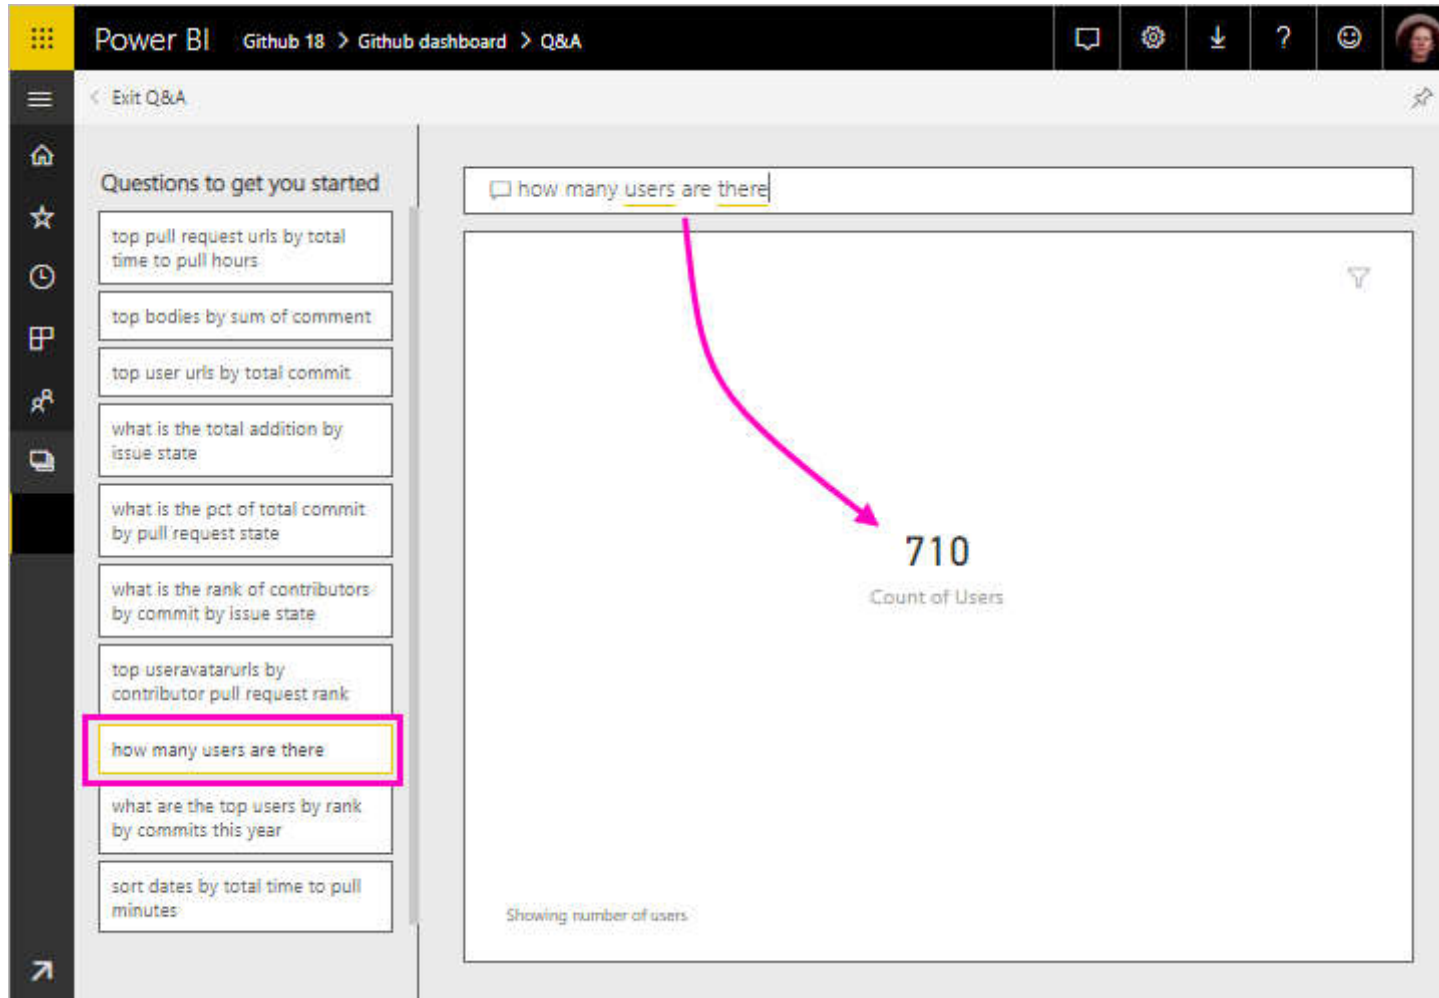 Power BI Github 18 > Github dashboard > Q&A
?
< Exit Q&A
Questions to get you started
top pull request urls by total
time to pull hours
top bodies by sum of comment
top user urls by total commit
what is the total addition by
issue state
what is the pct of total commit
by pull request state
what is the rank of contributors
by commit by issue state
top useravatarurls by
contributor pull request rank
how many users are there
what are the top users by rank
by commits this year
sort dates by total time to pull
minutes
how many users are there
710
Count of Users
Showing number of users